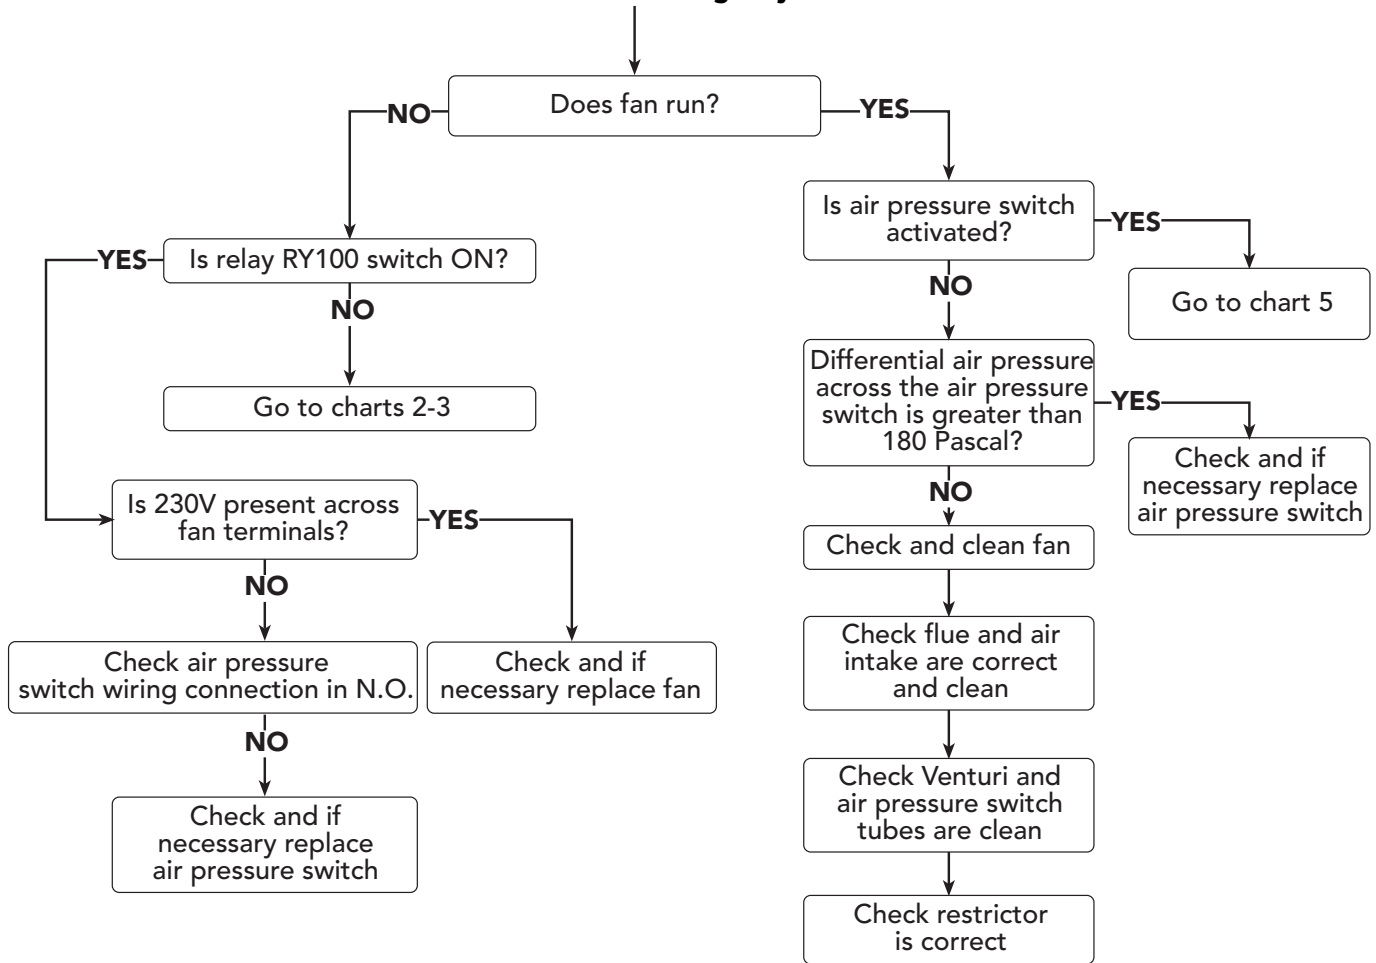 Does fan run?
NO
YES
Is air pressure switch
activated?
YES
YES
Is relay RY100 switch ON?
NO
NO
Go to chart 5
Differential air pressure
across the air pressure
switch is greater than
180 Pascal?
YES
Go to charts 2-3
Check and if
necessary replace
air pressure switch
Is 230V present across
fan terminals?
YES
NO
NO
Check and clean fan
Check flue and air
intake are correct
and clean
Check air pressure
switch wiring connection in N.O.
Check and if
necessary replace fan
NO
Check Venturi and
air pressure switch
tubes are clean
Check and if
necessary replace
air pressure switch
Check restrictor
is correct